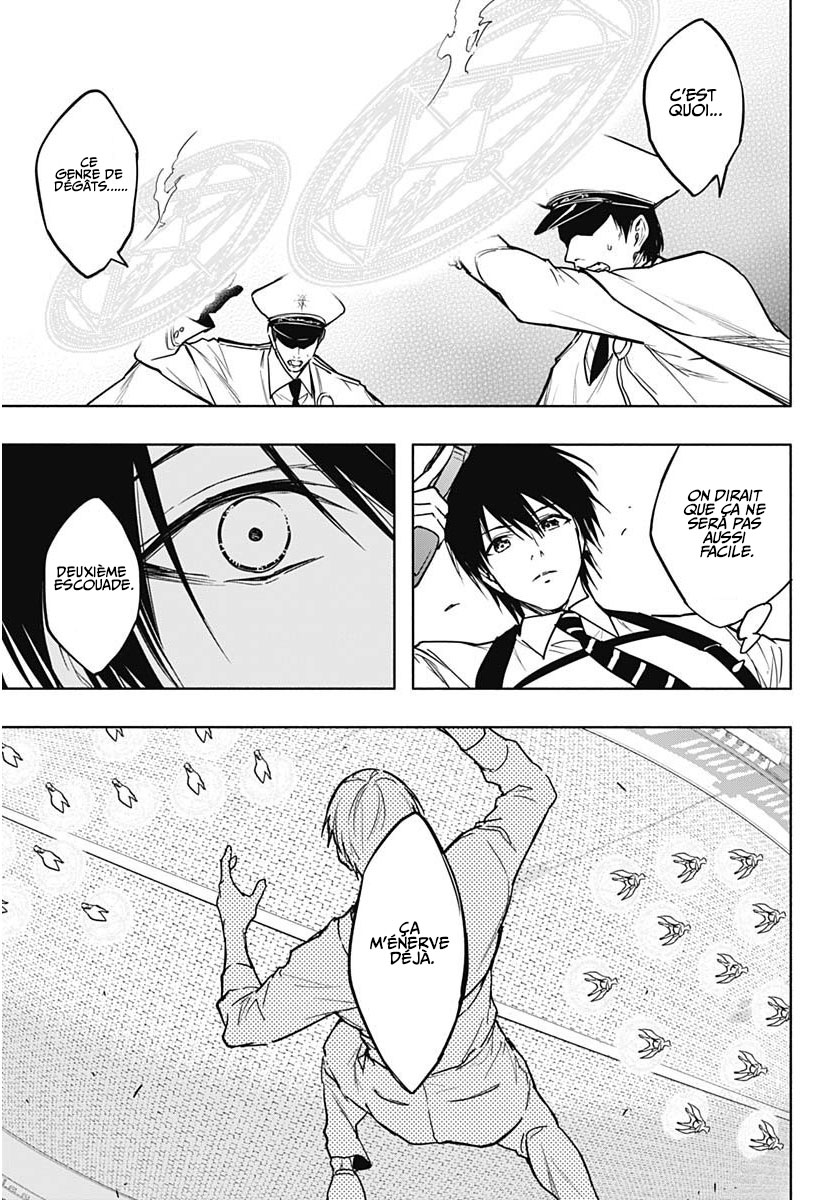 C'EST
QUOI...
CE
GENRE DE
DÉGÂTS......
ON DIRAIT
QUE ÇA NE
SERA PAS
AUSSI
FACILE.
DEUXIÈME
ESCOUADE.
ÇA
M'ÉNERVE
DÉJÀ.